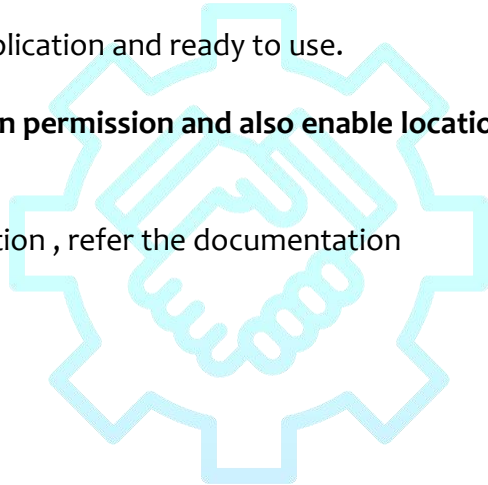 plication and ready to use.
n permission and also enable locatio
tion , refer the documentation